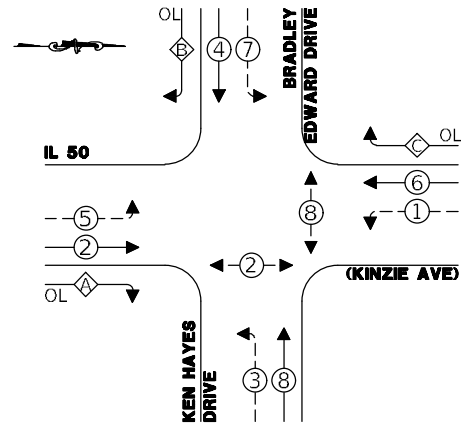 OL
B
4
7
BRADLEY
EDWARD DRIVE
C
OL
IL 50
6
5
8
1
2
2
(KINZIE AVE)
A
OL
KEN HAYES
DRIVE
3
8